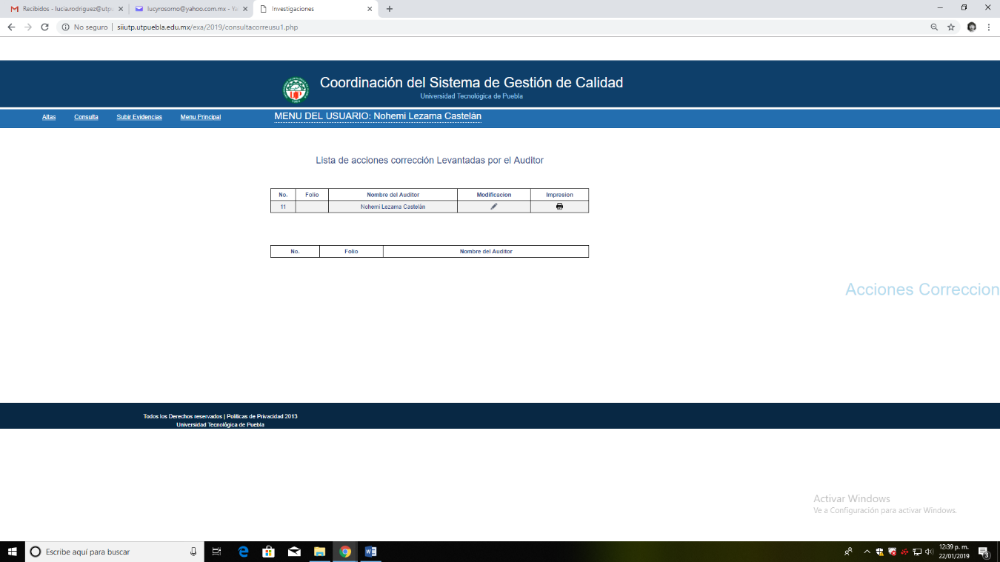 Recibidos - lucia.rodriguez@utp
lucyrosorno@yahoo.com.mx - Ya
Investigaciones
No seguro | siiutp.utpuebla.edu.mx/exa/2019/consultacorreusu1.php
Coordinación del Sistema de Gestión de Calidad
Universidad Tecnológica de Puebla
Altas Consulta Subir Evidencias Menu Principal MENU DEL USUARIO: Nohemi Lezama Castelán
Lista de acciones corrección Levantadas por el Auditor
No. Folio Nombre del Auditor Modificacion Impresion
11 Nohemi Lezama Castelán
No. Folio Nombre del Auditor
Acciones Correccion
Todos los Derechos reservados | Politicas de Privacidad 2013
Universidad Tecnológica de Puebla
Activar Windows
Ve a Configuración para activar Windows.
Escribe aquí para buscar
12:39 p. m.
22/01/2019
3